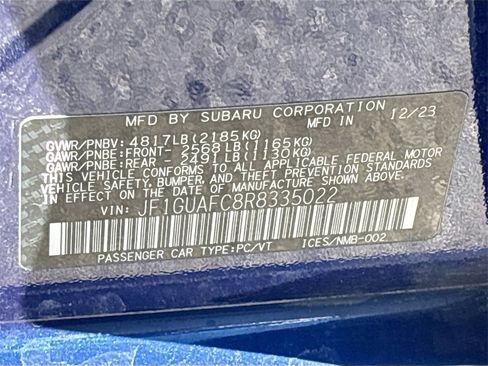 MFD BY SUBARU CORPORATION 12/23
GVWR/PNBV: 4817LB(2185KG)
GAWR/PNBE:FRONT- 2568LB(1165KG)
GAWR/PNBE:REAR - 2491LB(1130KG)
THIS VEHICLE CONFORMS TO ALL APPLICABLE FEDERAL MOTOR
VEHICLE SAFETY, BUMPER, AND THEFT PREVENTION STANDARDS
IN EFFECT ON THE DATE OF MANUFACTURE SHOWN ABOVE.
VIN: JF1GUAFC8R8335022
PASSENGER CAR TYPE:PC/VT ICES/NMB-002